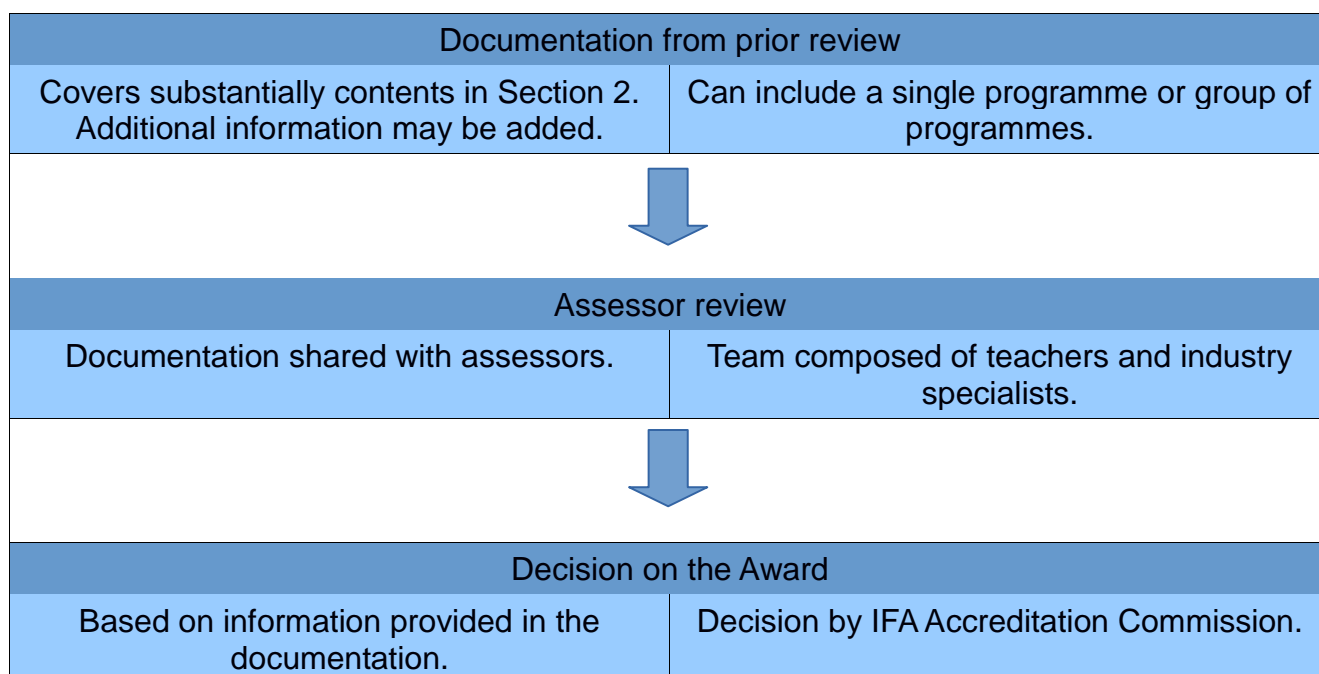 Documentation from prior review
Covers substantially contents in Section 2.
Additional information may be added.
Can include a single programme or group of
programmes.
Assessor review
Documentation shared with assessors.
Team composed of teachers and industry
specialists.
Decision on the Award
Based on information provided in the
documentation.
Decision by IFA Accreditation Commission.